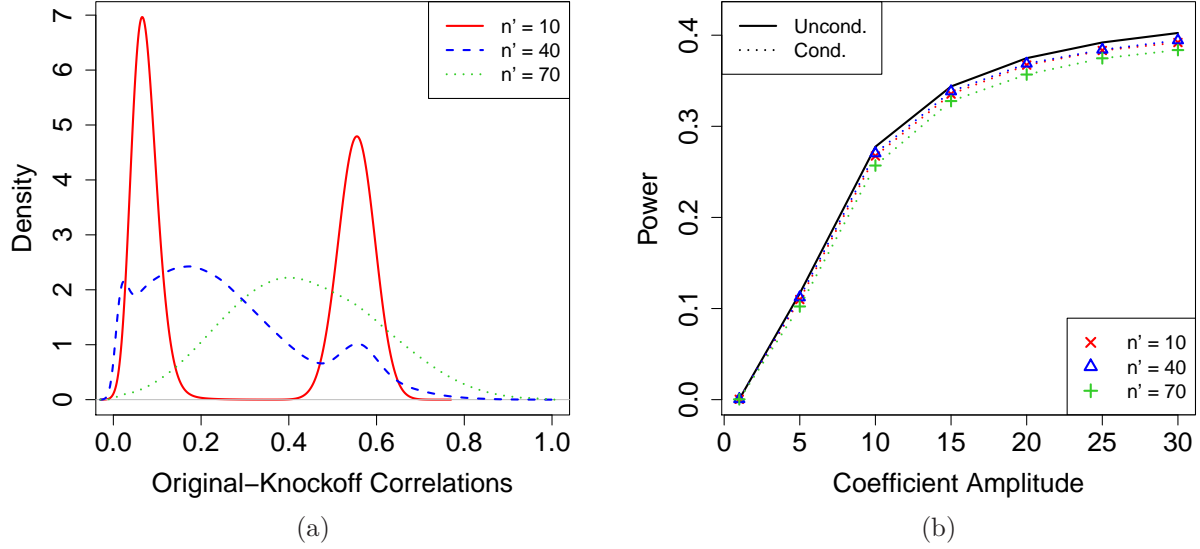 n' = 10
n' = 40
n' = 70
Density
0 1 2 3 4 5 6 7
0.0 0.2 0.4 0.6 0.8 1.0
Original−Knockoff Correlations
(a)
Uncond.
Cond.
n' = 10
n' = 40
n' = 70
Power
0.0 0.1 0.2 0.3 0.4
0 5 10 15 20 25 30
Coefficient Amplitude
(b)